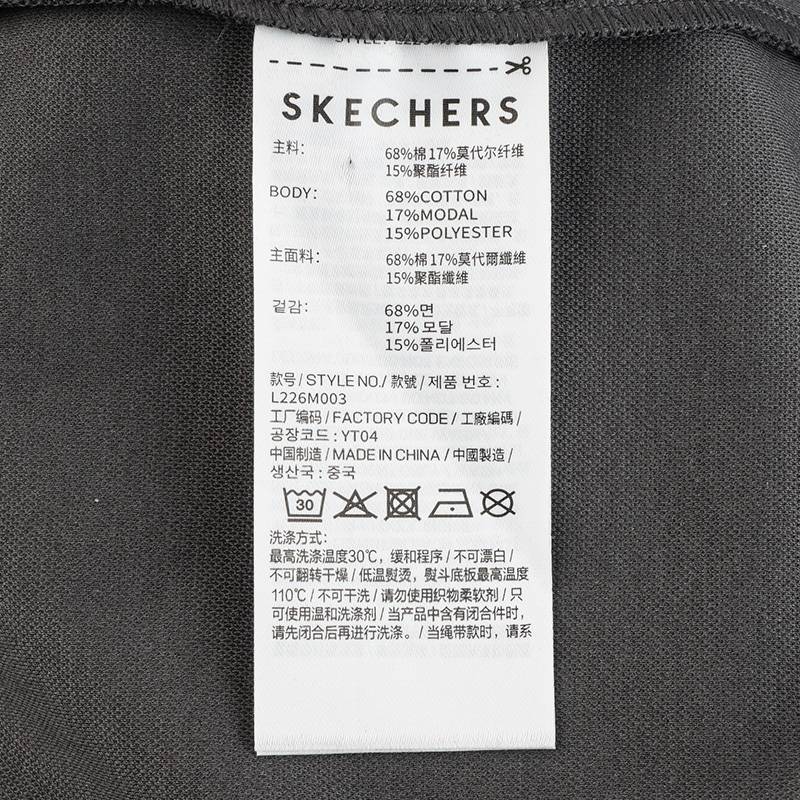 SKECHERS
主料: 68%棉17%莫代尔纤维
15%聚酯纤维
BODY: 68%COTTON
17%MODAL
15%POLYESTER
主面料: 68%棉17%莫代爾纖維
15%聚酯纖維
겉감: 68%면
17%모달
15%폴리에스터
款号/STYLE NO./款號/제품 번호:
L226M003
工厂编码/FACTORY CODE/工廠編碼/
공장코드:YT04
中国制造/MADE IN CHINA/中國製造/
생산국:중국
30
洗涤方式:
最高洗涤温度30℃，缓和程序/不可漂白/
不可翻转干燥/低温熨烫，熨斗底板最高温度
110℃/不可干洗/请勿使用织物柔软剂/只
可使用温和洗涤剂/当产品中含有闭合件时，
请先闭合后再进行洗涤。/当绳带款时，请系